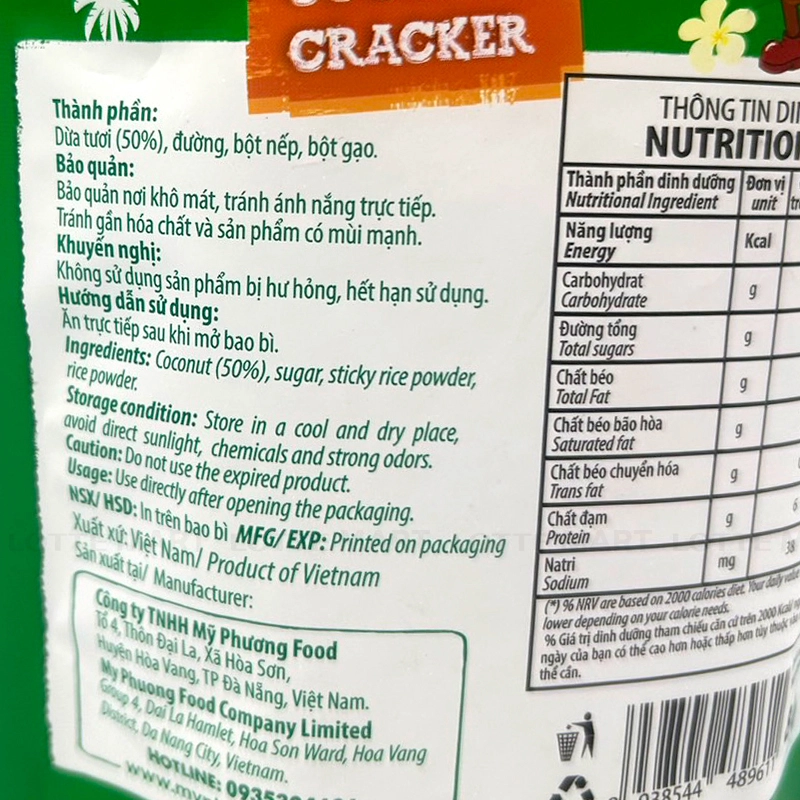 CRACKER
Thành phần:
Dừa tươi (50%), đường, bột nếp, bột gạo.
Bảo quản:
Bảo quản nơi khô mát, tránh ánh nắng trực tiếp.
Tránh gần hóa chất và sản phẩm có mùi mạnh.
Khuyến nghị:
Không sử dụng sản phẩm bị hư hỏng, hết hạn sử dụng.
Hướng dẫn sử dụng:
Ăn trực tiếp sau khi mở bao bì.
Ingredients: Coconut (50%), sugar, sticky rice powder,
rice powder.
Storage condition: Store in a cool and dry place,
avoid direct sunlight, chemicals and strong odors.
Caution: Do not use the expired product.
Usage: Use directly after opening the packaging.
NSX/ HSD: In trên bao bì MFG/ EXP: Printed on packaging
Xuất xứ: Việt Nam/ Product of Vietnam
Sản xuất tại/ Manufacturer:
Công ty TNHH Mỹ Phương Food
Tổ 4, Thôn Đại La, Xã Hòa Sơn,
Huyện Hòa Vang, TP Đà Nẵng, Việt Nam.
My Phuong Food Company Limited
Group 4, Dai La Hamlet, Hoa Son Ward, Hoa Vang
District, Da Nang City, Vietnam.
HOTLINE:
THÔNG TIN
NUTRITIO
Thành phần dinh dưỡng Đơn vị
Nutritional Ingredient unit
Năng lượng
Energy Kcal
Carbohydrat
Carbohydrate g
Đường tổng
Total sugars g
Chất béo
Total Fat g
Chất béo bão hòa
Saturated fat g
Chất béo chuyển hóa
Trans fat g
Chất đạm
Protein g
Natri
Sodium mg
(*) % NRV are based on 2000 calories diet. Your daily
lower depending on your calorie needs.
% Giá trị dinh dưỡng tham chiếu căn cứ trên 2000 Kcal/
ngày của bạn có thể cao hơn hoặc thấp hơn tùy thuộc
thể cần.
938544 48961